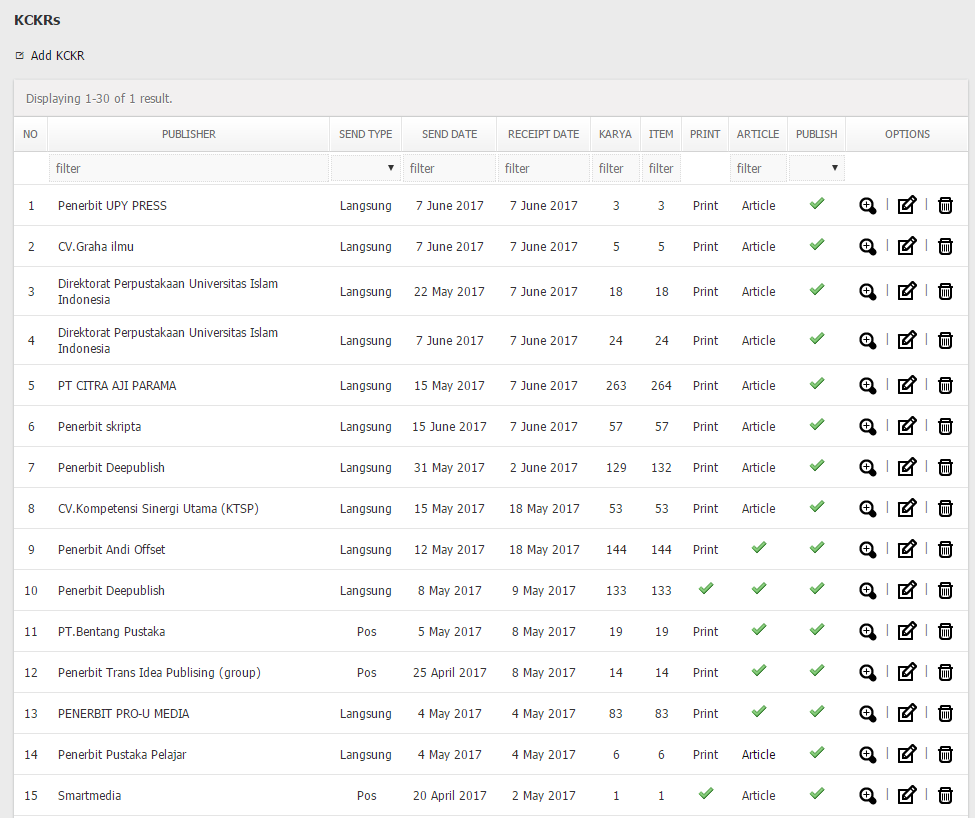 KCKRs
Add KCKR
Displaying 1-30 of 1 result.
NO PUBLISHER SEND TYPE SEND DATE RECEIPT DATE KARYA ITEM PRINT ARTICLE PUBLISH OPTIONS
filter filter filter filter filter filter
1 Penerbit UPY PRESS Langsung 7 June 2017 7 June 2017 3 3 Print Article
2 CV.Graha ilmu Langsung 7 June 2017 7 June 2017 5 5 Print Article
3 Direktorat Perpustakaan Universitas Islam
Indonesia Langsung 22 May 2017 7 June 2017 18 18 Print Article
4 Direktorat Perpustakaan Universitas Islam
Indonesia Langsung 7 June 2017 7 June 2017 24 24 Print Article
5 PT CITRA AJI PARAMA Langsung 15 May 2017 7 June 2017 263 264 Print Article
6 Penerbit skripta Langsung 15 June 2017 7 June 2017 57 57 Print Article
7 Penerbit Deepublish Langsung 31 May 2017 2 June 2017 129 132 Print Article
8 CV.Kompetensi Sinergi Utama (KTSP) Langsung 15 May 2017 18 May 2017 53 53 Print Article
9 Penerbit Andi Offset Langsung 12 May 2017 18 May 2017 144 144 Print
10 Penerbit Deepublish Langsung 8 May 2017 9 May 2017 133 133
11 PT.Bentang Pustaka Pos 5 May 2017 8 May 2017 19 19 Print
12 Penerbit Trans Idea Publising (group) Pos 25 April 2017 8 May 2017 14 14 Print
13 PENERBIT PRO-U MEDIA Langsung 4 May 2017 4 May 2017 83 83 Print
14 Penerbit Pustaka Pelajar Langsung 4 May 2017 4 May 2017 6 6 Print Article
15 Smartmedia Pos 20 April 2017 2 May 2017 1 1 Article